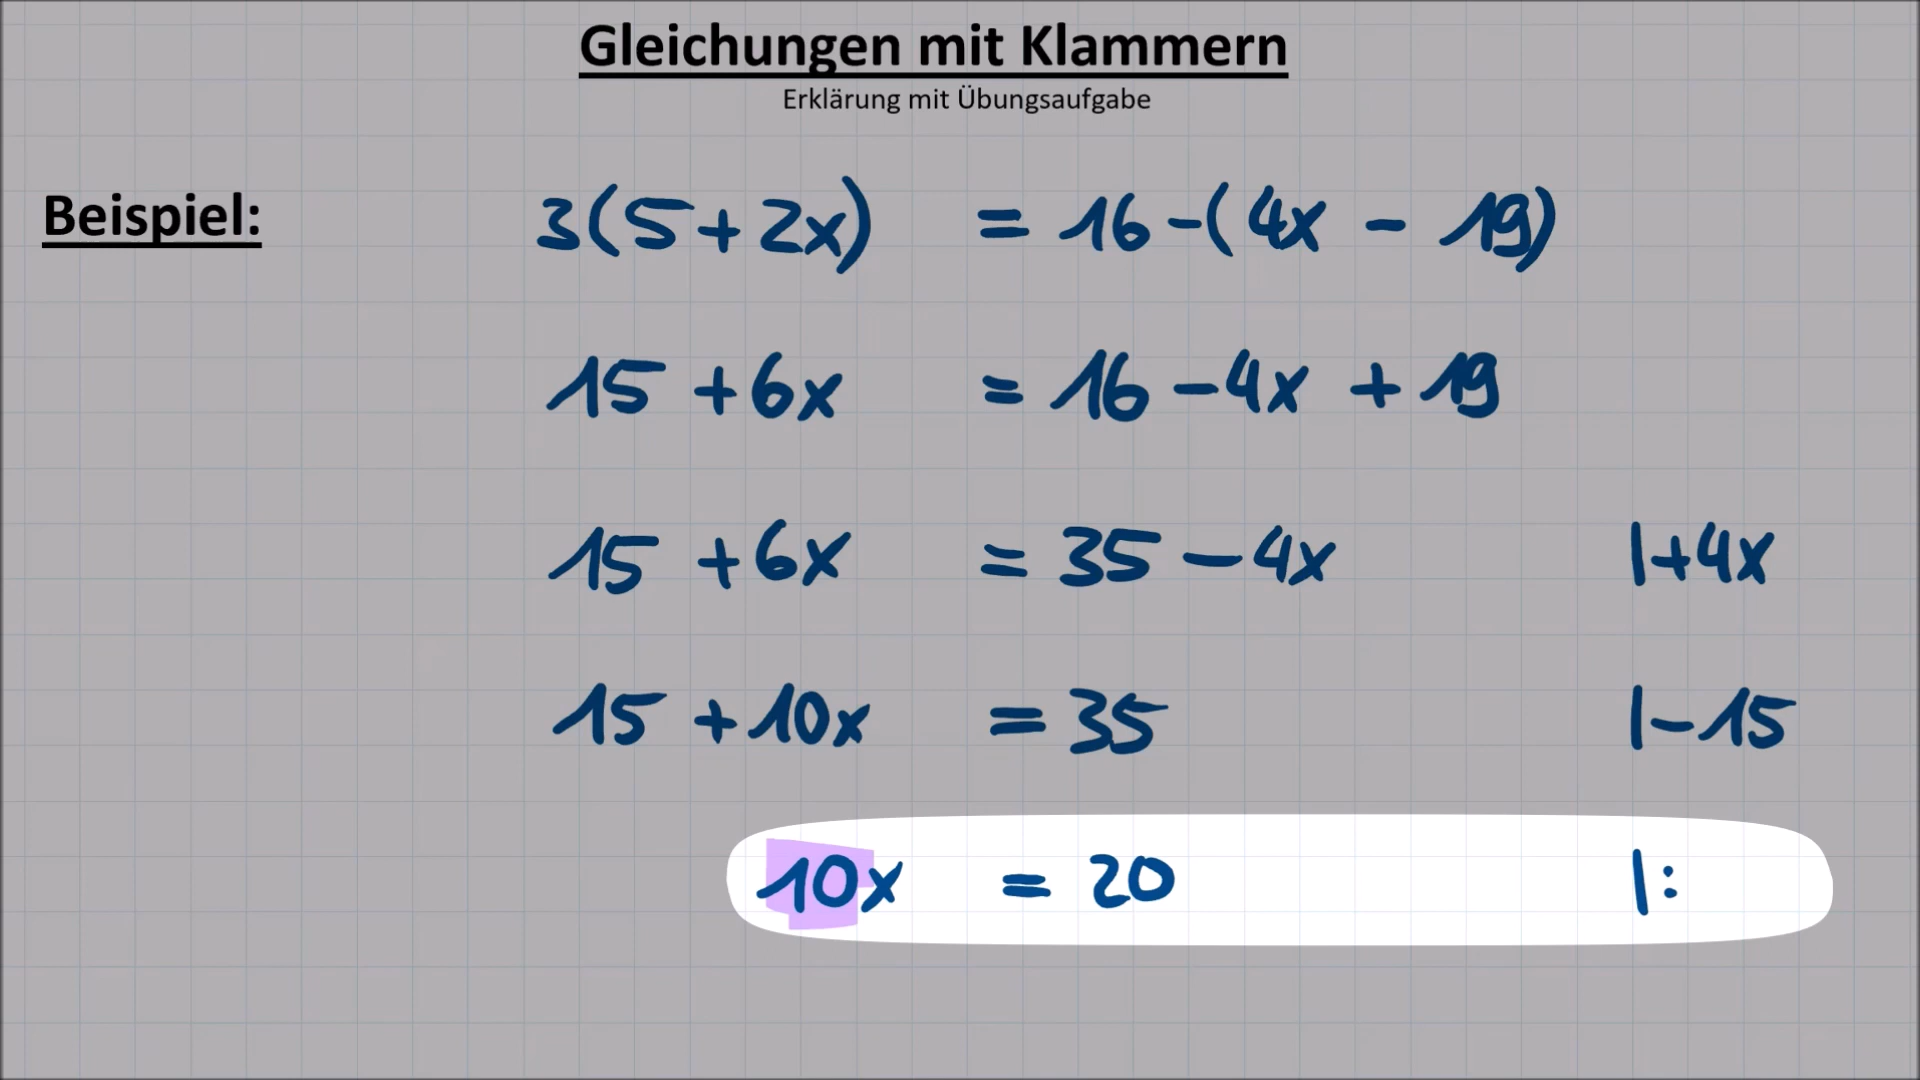 Gleichungen mit Klammern
Erklärung mit Übungsaufgabe
Beispiel: 3(5+2x) = 16-(4x - 19)
15 +6x = 16 -4x + 19
15 +6x = 35 - 4x |+4x
15 +10x = 35 |-15
10x = 20 |: